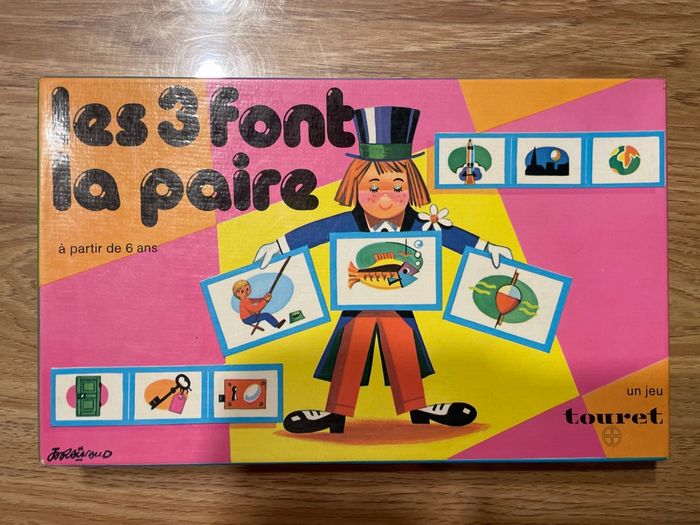 les 3 font
la paire
à partir de 6 ans
un jeu
touret